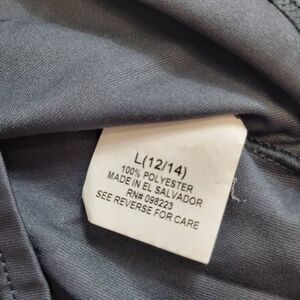 L(12/14)
100% POLYESTER
MADE IN EL SALVADOR
RN# 098223
SEE REVERSE FOR CARE